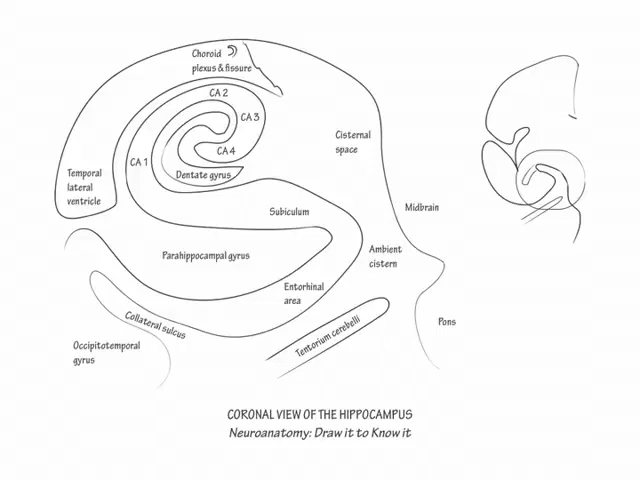 Choroid
plexus & fissure
CA 2
CA 3
CA 1
CA 4
Dentate gyrus
Cisternal
space
Temporal
lateral
ventricle
Subiculum
Midbrain
Parahippocampal gyrus
Ambient
cistern
Entorhinal
area
Collateral sulcus
Tentorium cerebelli
Pons
Occipitotemporal
gyrus
CORONAL VIEW OF THE HIPPOCAMPUS
Neuroanatomy: Draw it to Know it